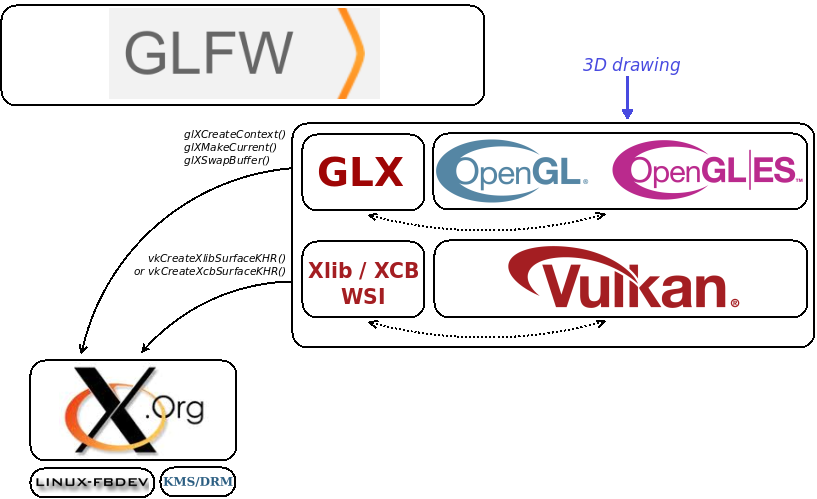 GLFW
3D drawing
glXCreateContext()
glXMakeCurrent()
glXSwapBuffer()
GLX
OpenGL®
OpenGL|ES™
vkCreateXlibSurfaceKHR()
or vkCreateXcbSurfaceKHR()
Xlib / XCB
WSI
Vulkan®
X.Org
LINUX-FBDEV
KMS/DRM